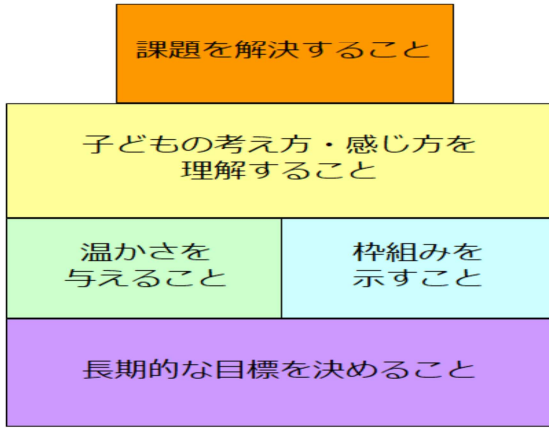 課題を解決すること
子どもの考え方・感じ方を
理解すること
温かさを
与えること
枠組みを
示すこと
長期的な目標を決めること